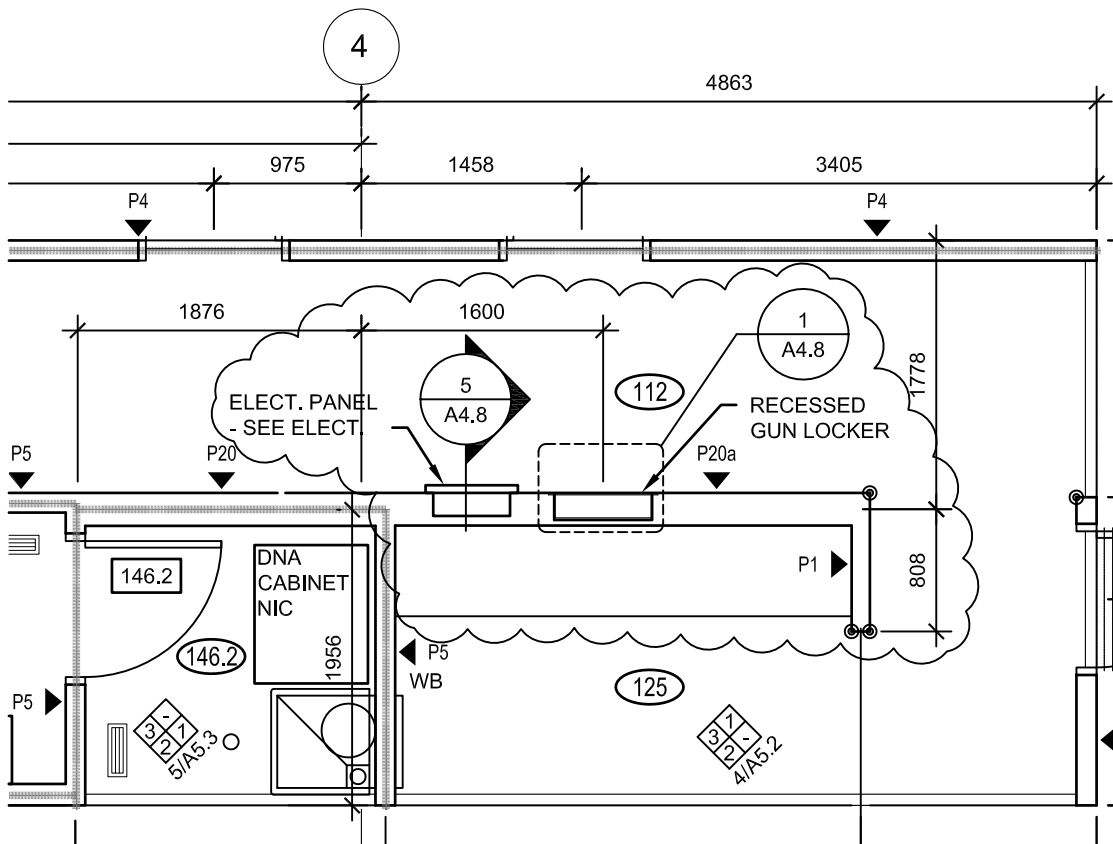 4
4863
975
1458
3405
P4
P4
1876
1600
1
A4.8
5
A4.8
112
1778
ELECT. PANEL
- SEE ELECT.
RECESSED
GUN LOCKER
P5
P20
P20a
DNA
CABINET
NIC
146.2
P1
808
146.2
1956
P5
WB
125
P5
-
3
1
2
5/A5.3
1
3
-
2
4/A5.2